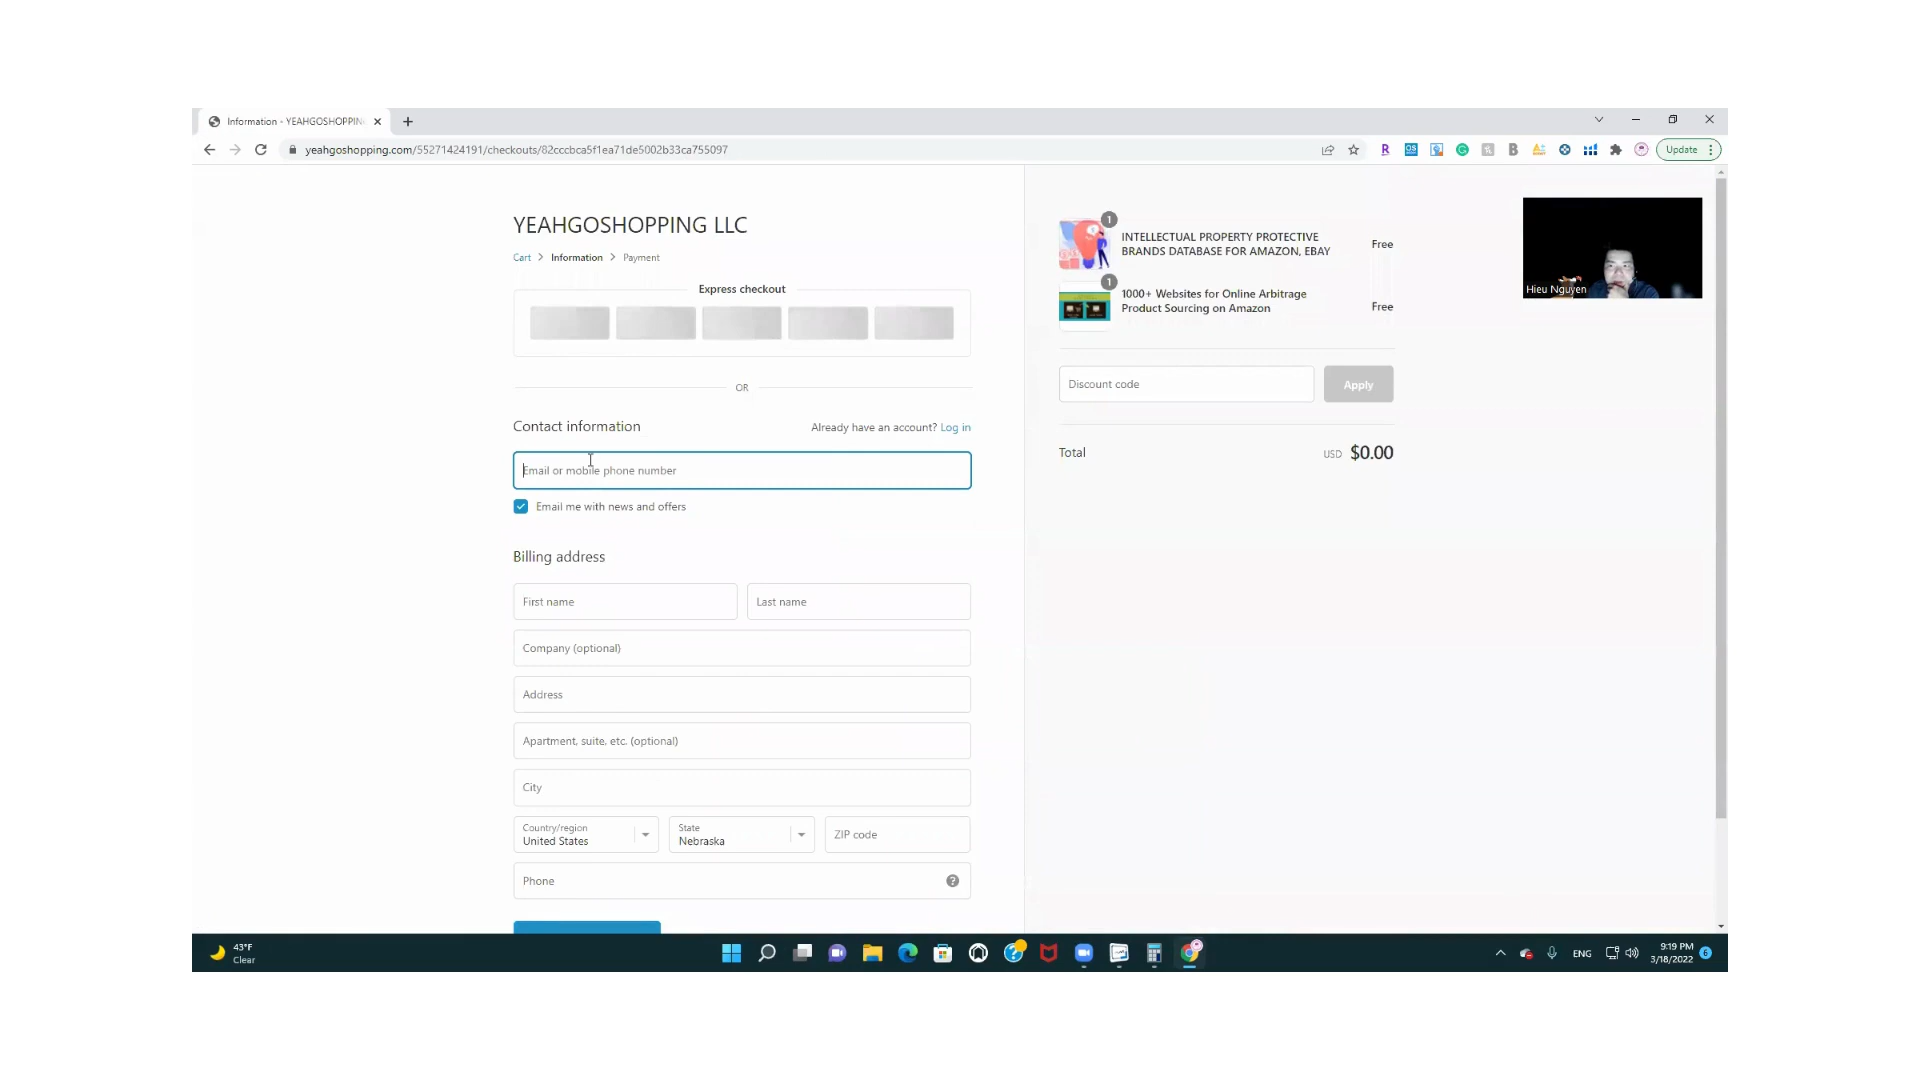 Information - YEAHGOSHOPPIN
yeahgoshopping.com/55271424191/checkouts/82cccbca5f1ea71de5002b33ca755097
Update
YEAHGOSHOPPING LLC
Cart > Information > Payment
Express checkout
OR
Contact information
Already have an account? Log in
Email or mobile phone number
Email me with news and offers
Billing address
First name
Last name
Company (optional)
Address
Apartment, suite, etc. (optional)
City
Country/region
United States
State
Nebraska
ZIP code
Phone
1
INTELLECTUAL PROPERTY PROTECTIVE
BRANDS DATABASE FOR AMAZON, EBAY
Free
1
1000+ Websites for Online Arbitrage
Product Sourcing on Amazon
Free
Discount code
Apply
Total
USD $0.00
Hieu Nguyen
43°F
Clear
ENG
9:19 PM
3/18/2022
6